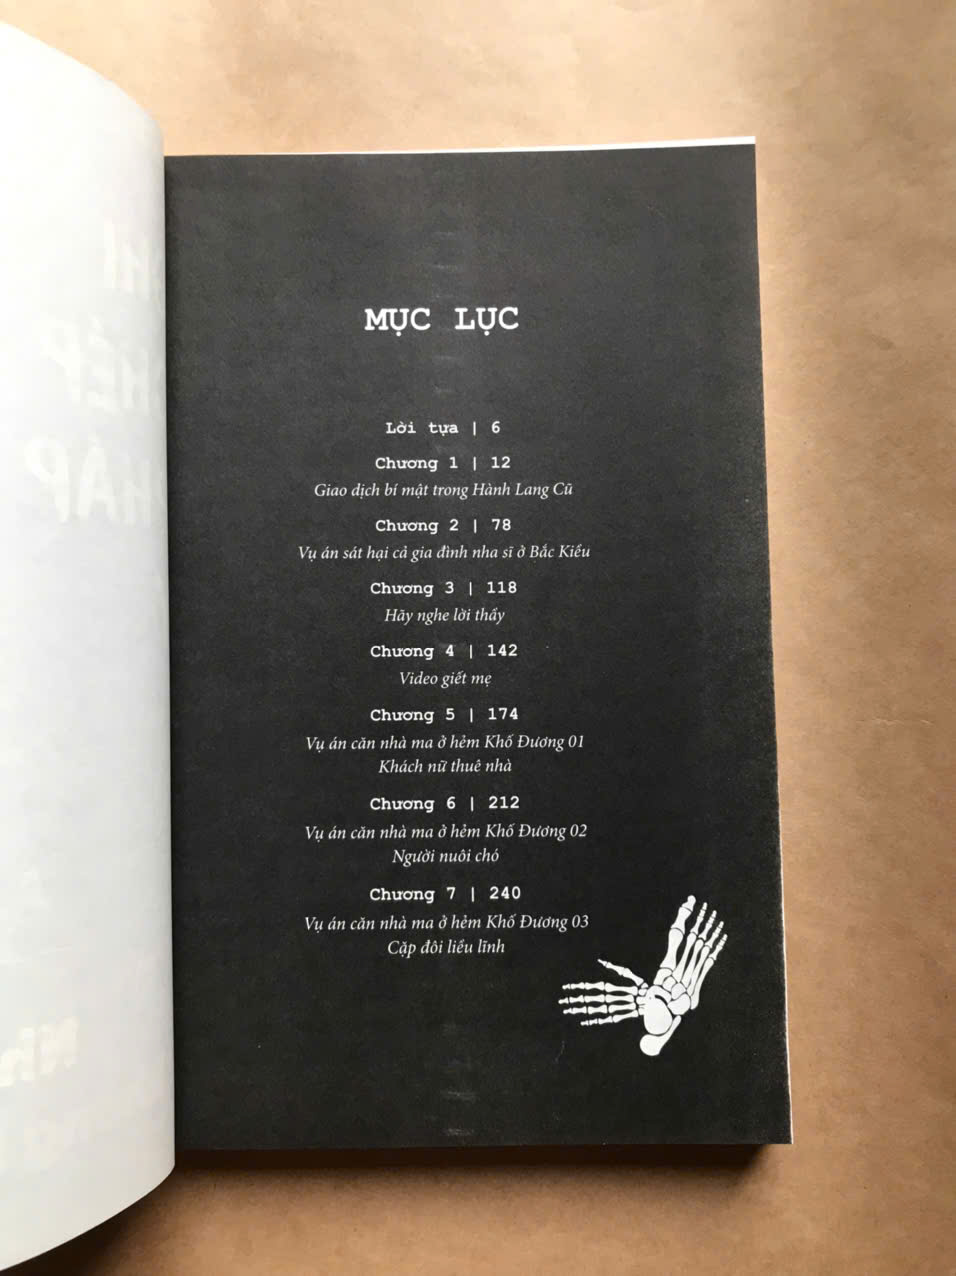 MỤC LỤC
Lời tựa | 6
Chương 1 | 12
Giao dịch bí mật trong Hành Lang Cũ
Chương 2 | 78
Vụ án sát hại cả gia đình nha sĩ ở Bắc Kiều
Chương 3 | 118
Hãy nghe lời thầy
Chương 4 | 142
Video giết mẹ
Chương 5 | 174
Vụ án căn nhà ma ở hẻm Khố Đương 01
Khách nữ thuê nhà
Chương 6 | 212
Vụ án căn nhà ma ở hẻm Khố Đương 02
Người nuôi chó
Chương 7 | 240
Vụ án căn nhà ma ở hẻm Khố Đương 03
Cặp đôi liều lĩnh